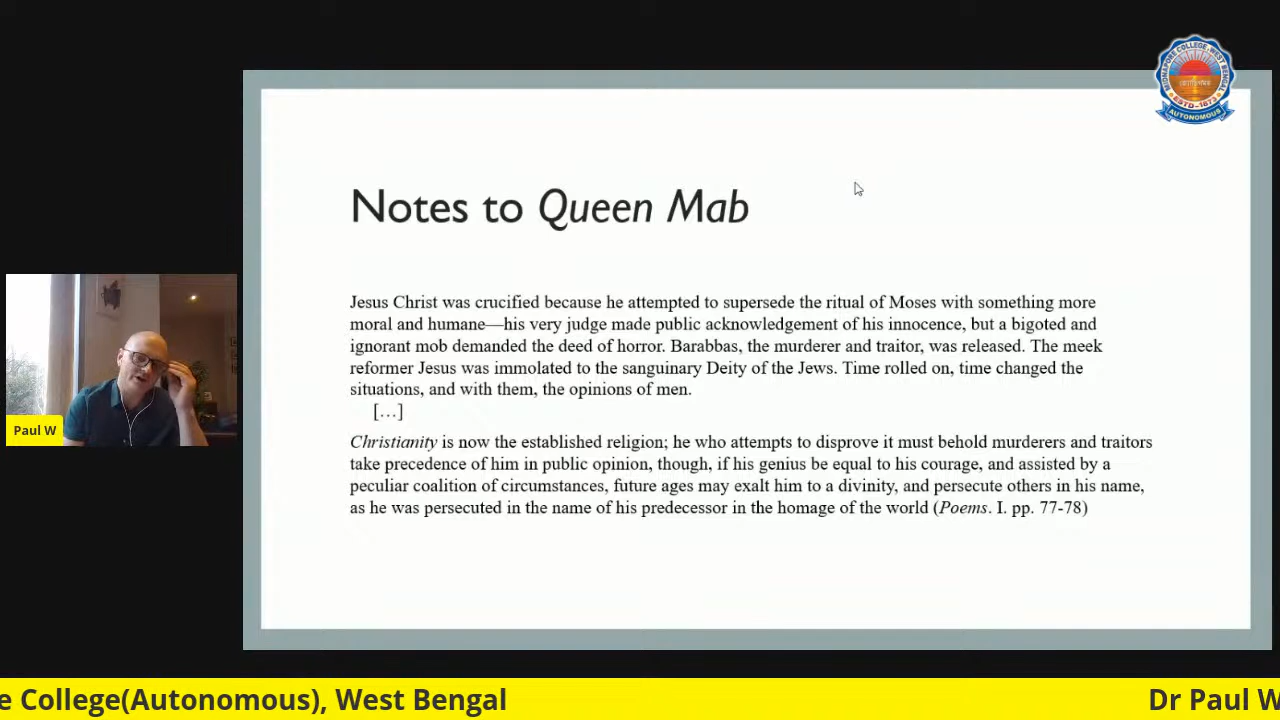 MIDNAPORE COLLEGE, WEST BENGAL
ESTD-1873
AUTONOMOUS
Notes to Queen Mab
Jesus Christ was crucified because he attempted to supersede the ritual of Moses with something more
moral and humane—his very judge made public acknowledgement of his innocence, but a bigoted and
ignorant mob demanded the deed of horror. Barabbas, the murderer and traitor, was released. The meek
reformer Jesus was immolated to the sanguinary Deity of the Jews. Time rolled on, time changed the
situations, and with them, the opinions of men.
[…]
Christianity is now the established religion; he who attempts to disprove it must behold murderers and traitors
take precedence of him in public opinion, though, if his genius be equal to his courage, and assisted by a
peculiar coalition of circumstances, future ages may exalt him to a divinity, and persecute others in his name,
as he was persecuted in the name of his predecessor in the homage of the world (Poems. I. pp. 77-78)
Paul W
e College(Autonomous), West Bengal
Dr Paul W